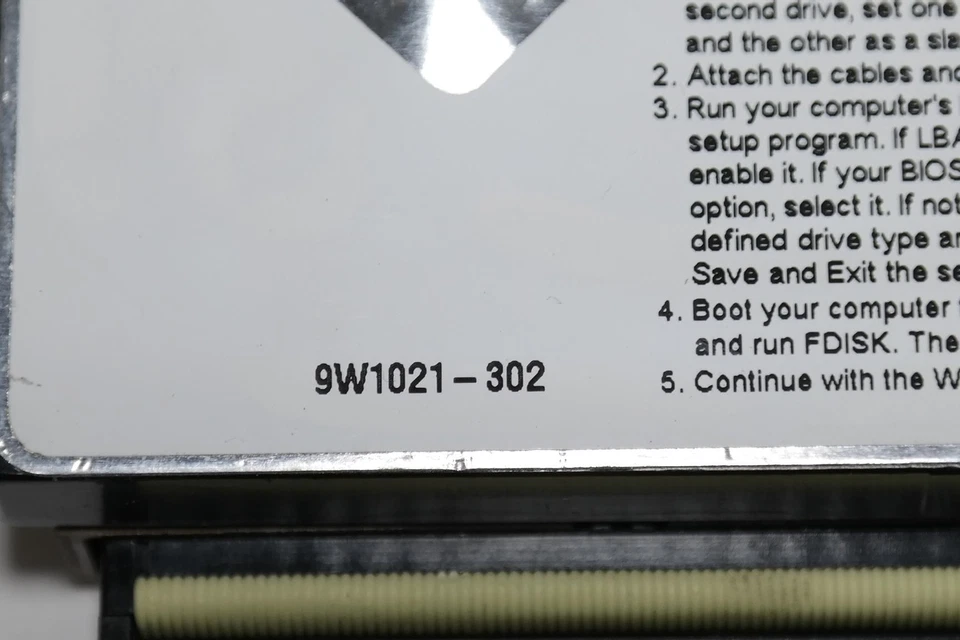 second drive, set one
and the other as a
2. Attach the cables
3. Run your computer's
setup program. If
enable it. If your BIOS
option, select it. If not
defined drive type
Save and Exit the
4. Boot your computer
and run FDISK. The
5. Continue with the
9W1021-302